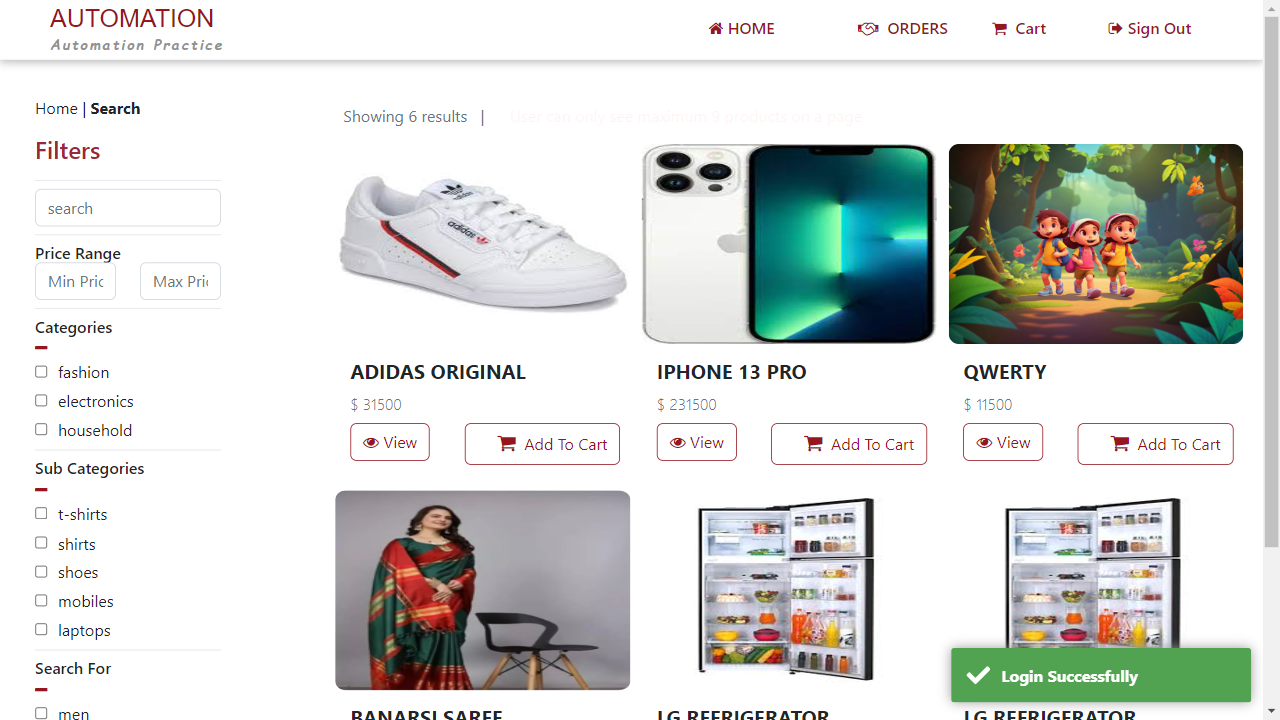 AUTOMATION
Automation Practice
HOME
ORDERS
Cart
Sign Out
Home | Search
Showing 6 results |
User can only see maximum 9 products on a page
Filters
search
Price Range
Min Pric
Max Pric
Categories
fashion
electronics
household
Sub Categories
t-shirts
shirts
shoes
mobiles
laptops
Search For
men
adidas
adidas
ADIDAS ORIGINAL
$ 31500
View
Add To Cart
IPHONE 13 PRO
$ 231500
View
Add To Cart
QWERTY
$ 11500
View
Add To Cart
BANARSI SAREE
LG REFRIGERATOR
LG REFRIGERATOR
Login Successfully